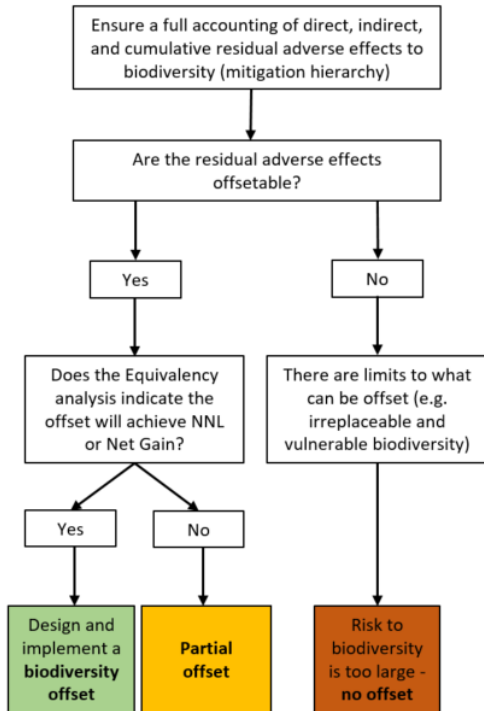 Ensure a full accounting of direct, indirect,
and cumulative residual adverse effects to
biodiversity (mitigation hierarchy)
Are the residual adverse effects
offsetable?
Yes
No
Does the Equivalency
analysis indicate the
offset will achieve NNL
or Net Gain?
There are limits to what
can be offset (e.g.
irreplaceable and
vulnerable biodiversity)
Yes
No
Design and
implement a
biodiversity
offset
Partial
offset
Risk to
biodiversity
is too large -
no offset